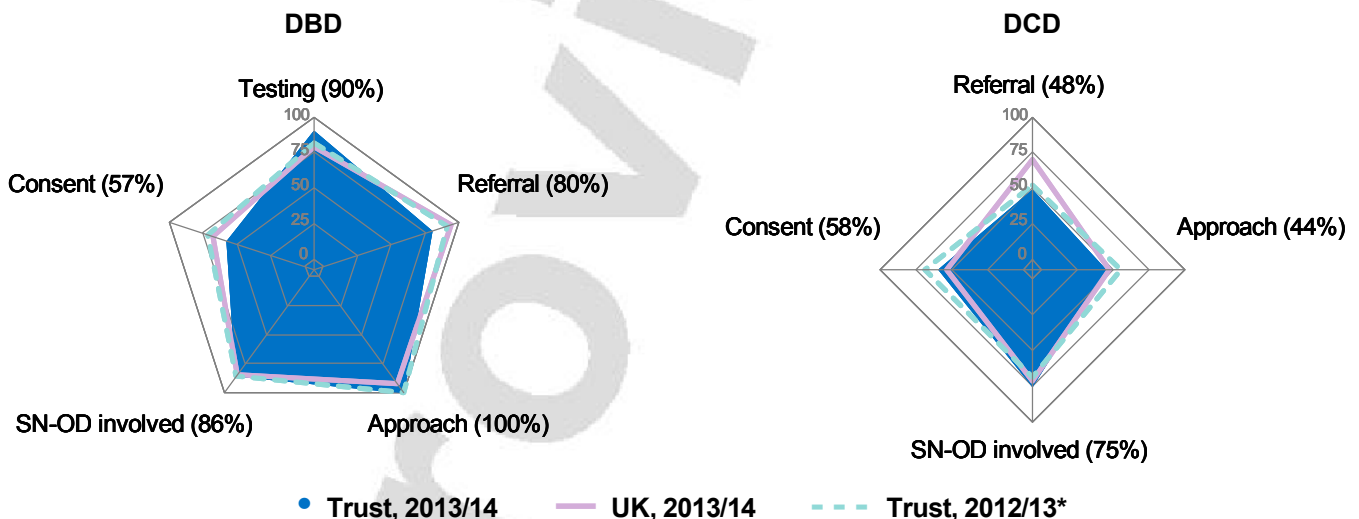 DBD
Testing (90%)
100
75
50
25
0
Consent (57%)
Referral (80%)
SN-OD involved (86%)
Approach (100%)
DCD
Referral (48%)
100
75
50
25
0
Consent (58%)
Approach (44%)
SN-OD involved (75%)
Trust, 2013/14
UK, 2013/14
Trust, 2012/13*